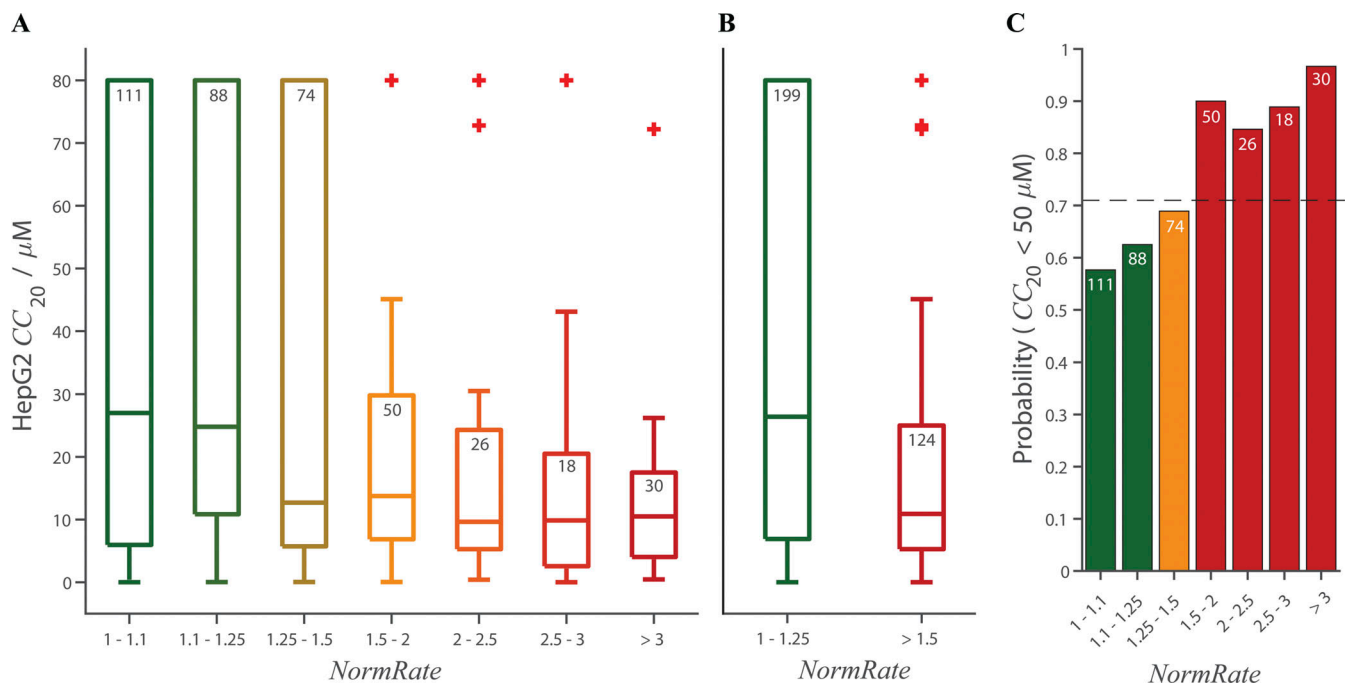 A
HepG2 CC20 / µM
80
70
60
50
40
30
20
10
0
111
88
74
50
26
18
30
1 - 1.1
1.1 - 1.25
1.25 - 1.5
1.5 - 2
2 - 2.5
2.5 - 3
> 3
NormRate
B
199
124
1 - 1.25
> 1.5
NormRate
C
Probability ( CC20 < 50 µM)
1
0.9
0.8
0.7
0.6
0.5
0.4
0.3
0.2
0.1
0
111
88
74
50
26
18
30
1 - 1.1
1.1 - 1.25
1.25 - 1.5
1.5 - 2
2 - 2.5
2.5 - 3
> 3
NormRate